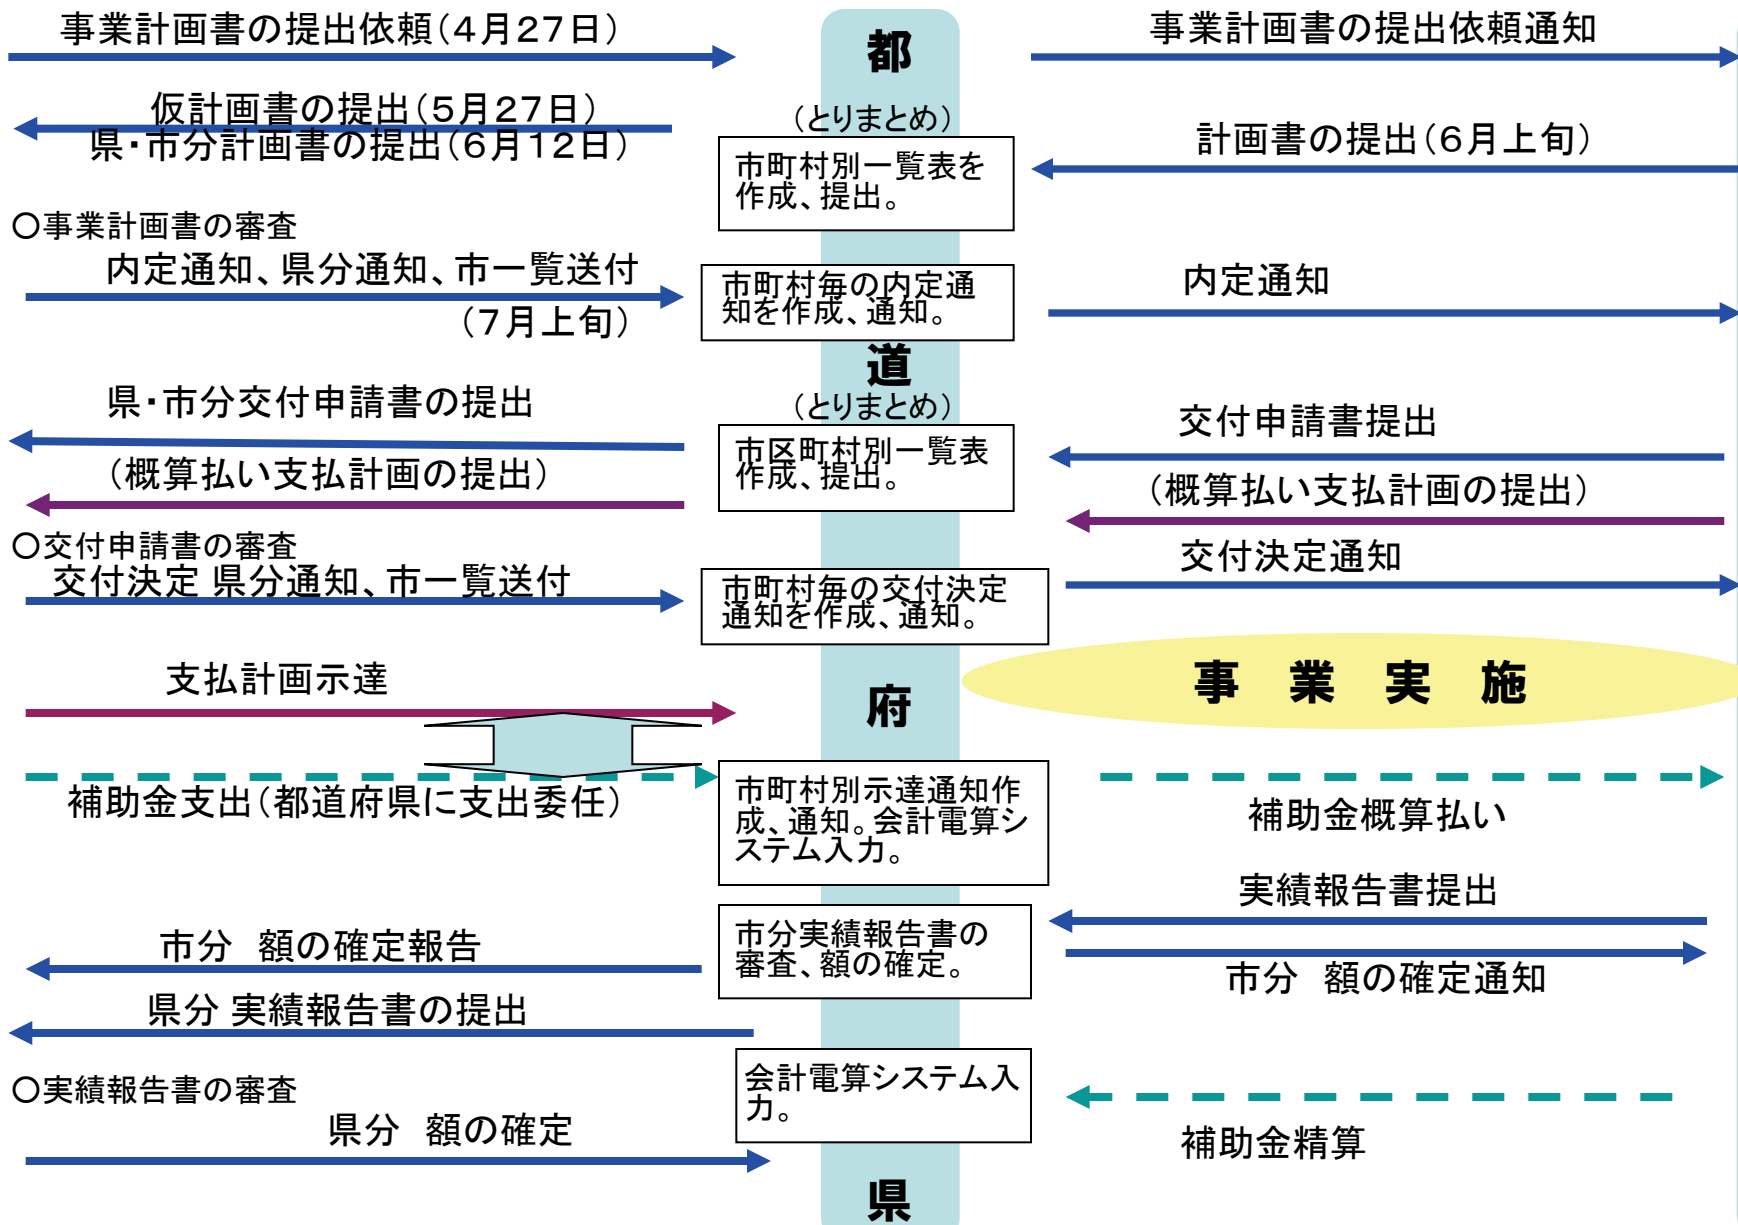 事業計画書の提出依頼（４月２７日）
都
事業計画書の提出依頼通知
仮計画書の提出（５月２７日）
県・市分計画書の提出（６月１２日）
（とりまとめ）
市町村別一覧表を
作成、提出。
計画書の提出（６月上旬）
○事業計画書の審査
内定通知、県分通知、市一覧送付
（７月上旬）
市町村毎の内定通
知を作成、通知。
内定通知
道
県・市分交付申請書の提出
（とりまとめ）
市区町村別一覧表
作成、提出。
交付申請書提出
（概算払い支払計画の提出）
（概算払い支払計画の提出）
○交付申請書の審査
交付決定 県分通知、市一覧送付
市町村毎の交付決定
通知を作成、通知。
交付決定通知
事　業　実　施
支払計画示達
府
補助金支出（都道府県に支出委任）
市町村別示達通知作
成、通知。会計電算シ
ステム入力。
補助金概算払い
実績報告書提出
市分　額の確定報告
市分実績報告書の
審査、額の確定。
市分　額の確定通知
県分 実績報告書の提出
○実績報告書の審査
会計電算システム入
力。
県分　額の確定
補助金精算
県